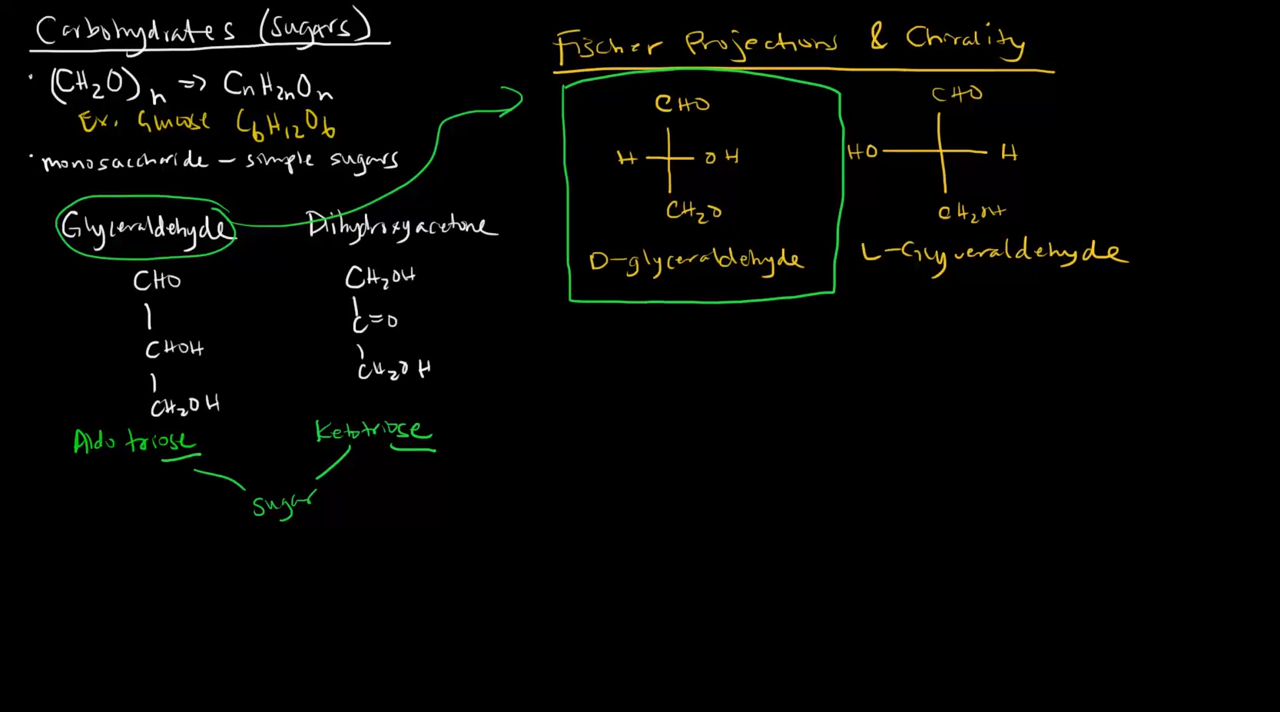 Carbohydrates (Sugars)
· (CH₂O)n ⇒ CnH₂nOn
Ex. Glucose C₆H₁₂O₆
· monosaccharide – simple sugars
Glyceraldehyde
CHO
CHOH
CH₂OH
Aldotriose
Dihydroxyacetone
CH₂OH
C=O
CH₂OH
Ketotriose
sugar
Fischer Projections & Chirality
CHO
H OH
CH₂O
D-glyceraldehyde
CHO
HO H
CH₂OH
L-Glyveraldehyde